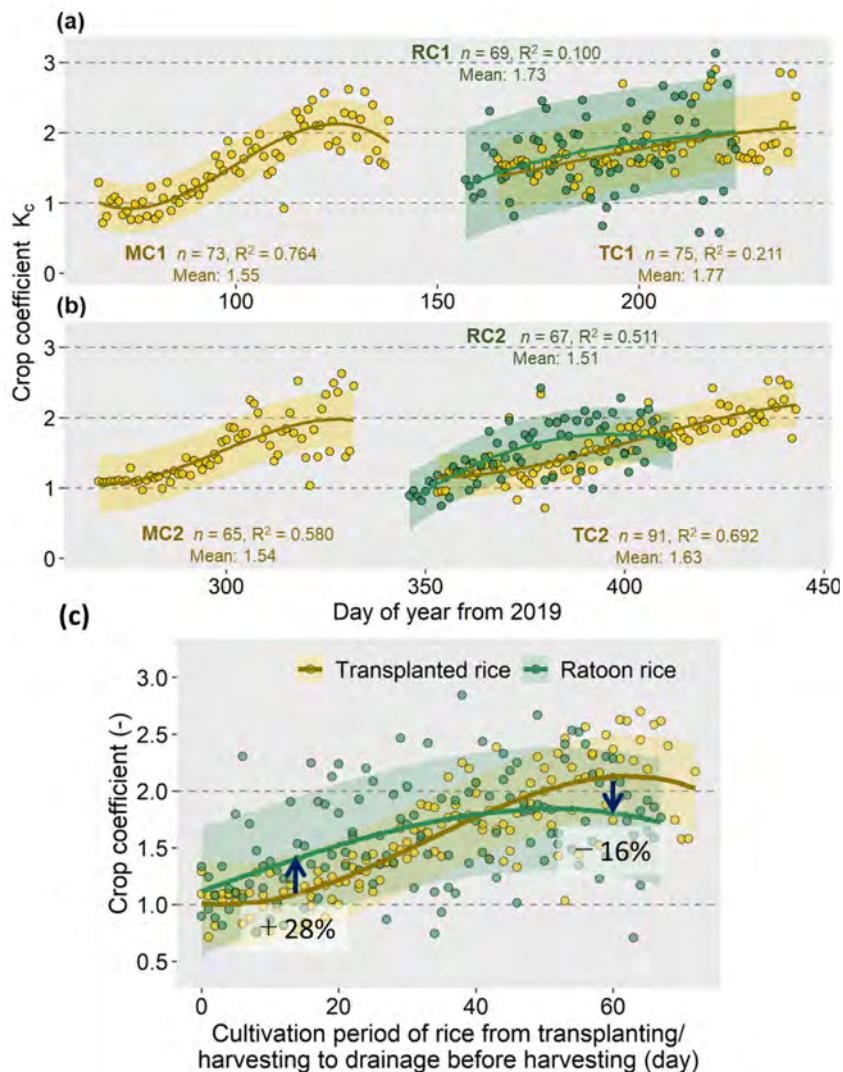 (a)
RC1 n = 69, R² = 0.100
Mean: 1.73
3
2
1
0
MC1 n = 73, R² = 0.764
Mean: 1.55
TC1 n = 75, R² = 0.211
Mean: 1.77
100
150
200
Crop coefficient Kc
(b)
RC2 n = 67, R² = 0.511
Mean: 1.51
3
2
1
0
MC2 n = 65, R² = 0.580
Mean: 1.54
TC2 n = 91, R² = 0.692
Mean: 1.63
300
350
400
450
Day of year from 2019
(c)
Transplanted rice
Ratoon rice
Crop coefficient (-)
3.0
2.5
2.0
1.5
1.0
0.5
+28%
−16%
0
20
40
60
Cultivation period of rice from transplanting/
harvesting to drainage before harvesting (day)